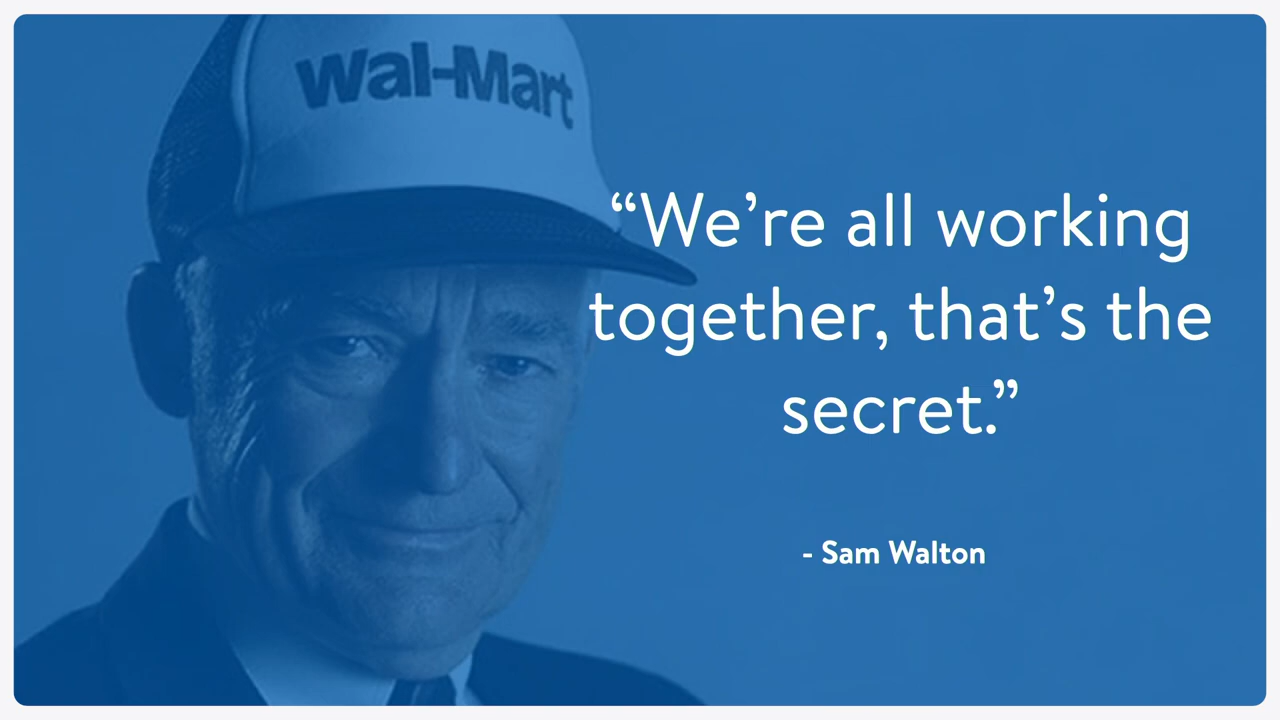 Wal-Mart
“We’re all working
together, that’s the
secret.”
- Sam Walton